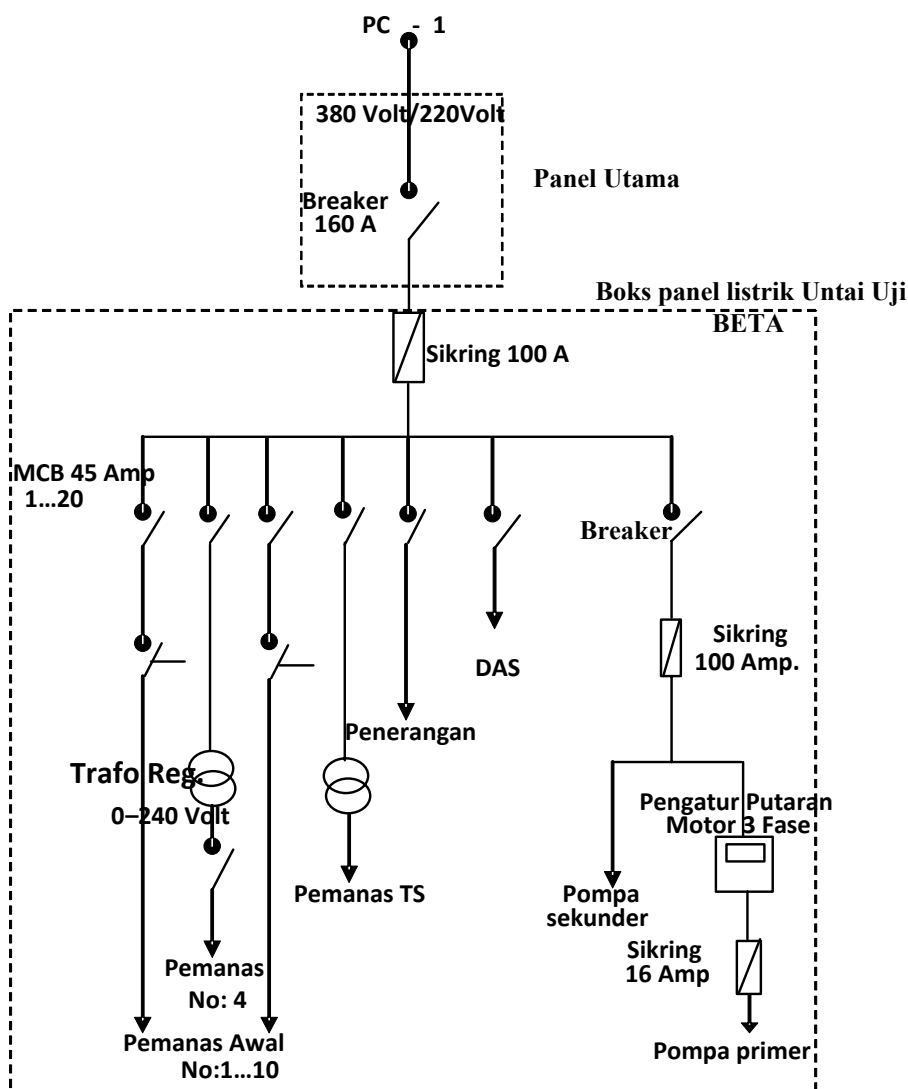 PC - 1
380 Volt/220Volt
Breaker
160 A
Panel Utama
Boks panel listrik Untai Uji
BETA
Sikring 100 A
MCB 45 Amp
1...20
Breaker
Sikring
100 Amp.
DAS
Penerangan
Trafo Reg.
0–240 Volt
Pengatur Putaran
Motor 3 Fase
Pemanas TS
Pompa
sekunder
Sikring
16 Amp
Pemanas
No: 4
Pemanas Awal
No:1...10
Pompa primer